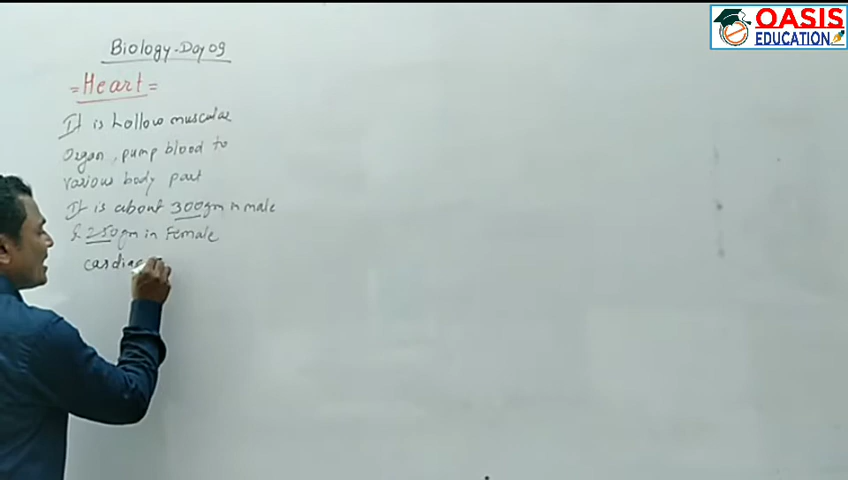 OASIS
EDUCATION
Biology-Day 09
=Heart=
It is hollow muscular
Organ, pump blood to
various body part
It is about 300gm n male
& 250gm in Female
cardiac